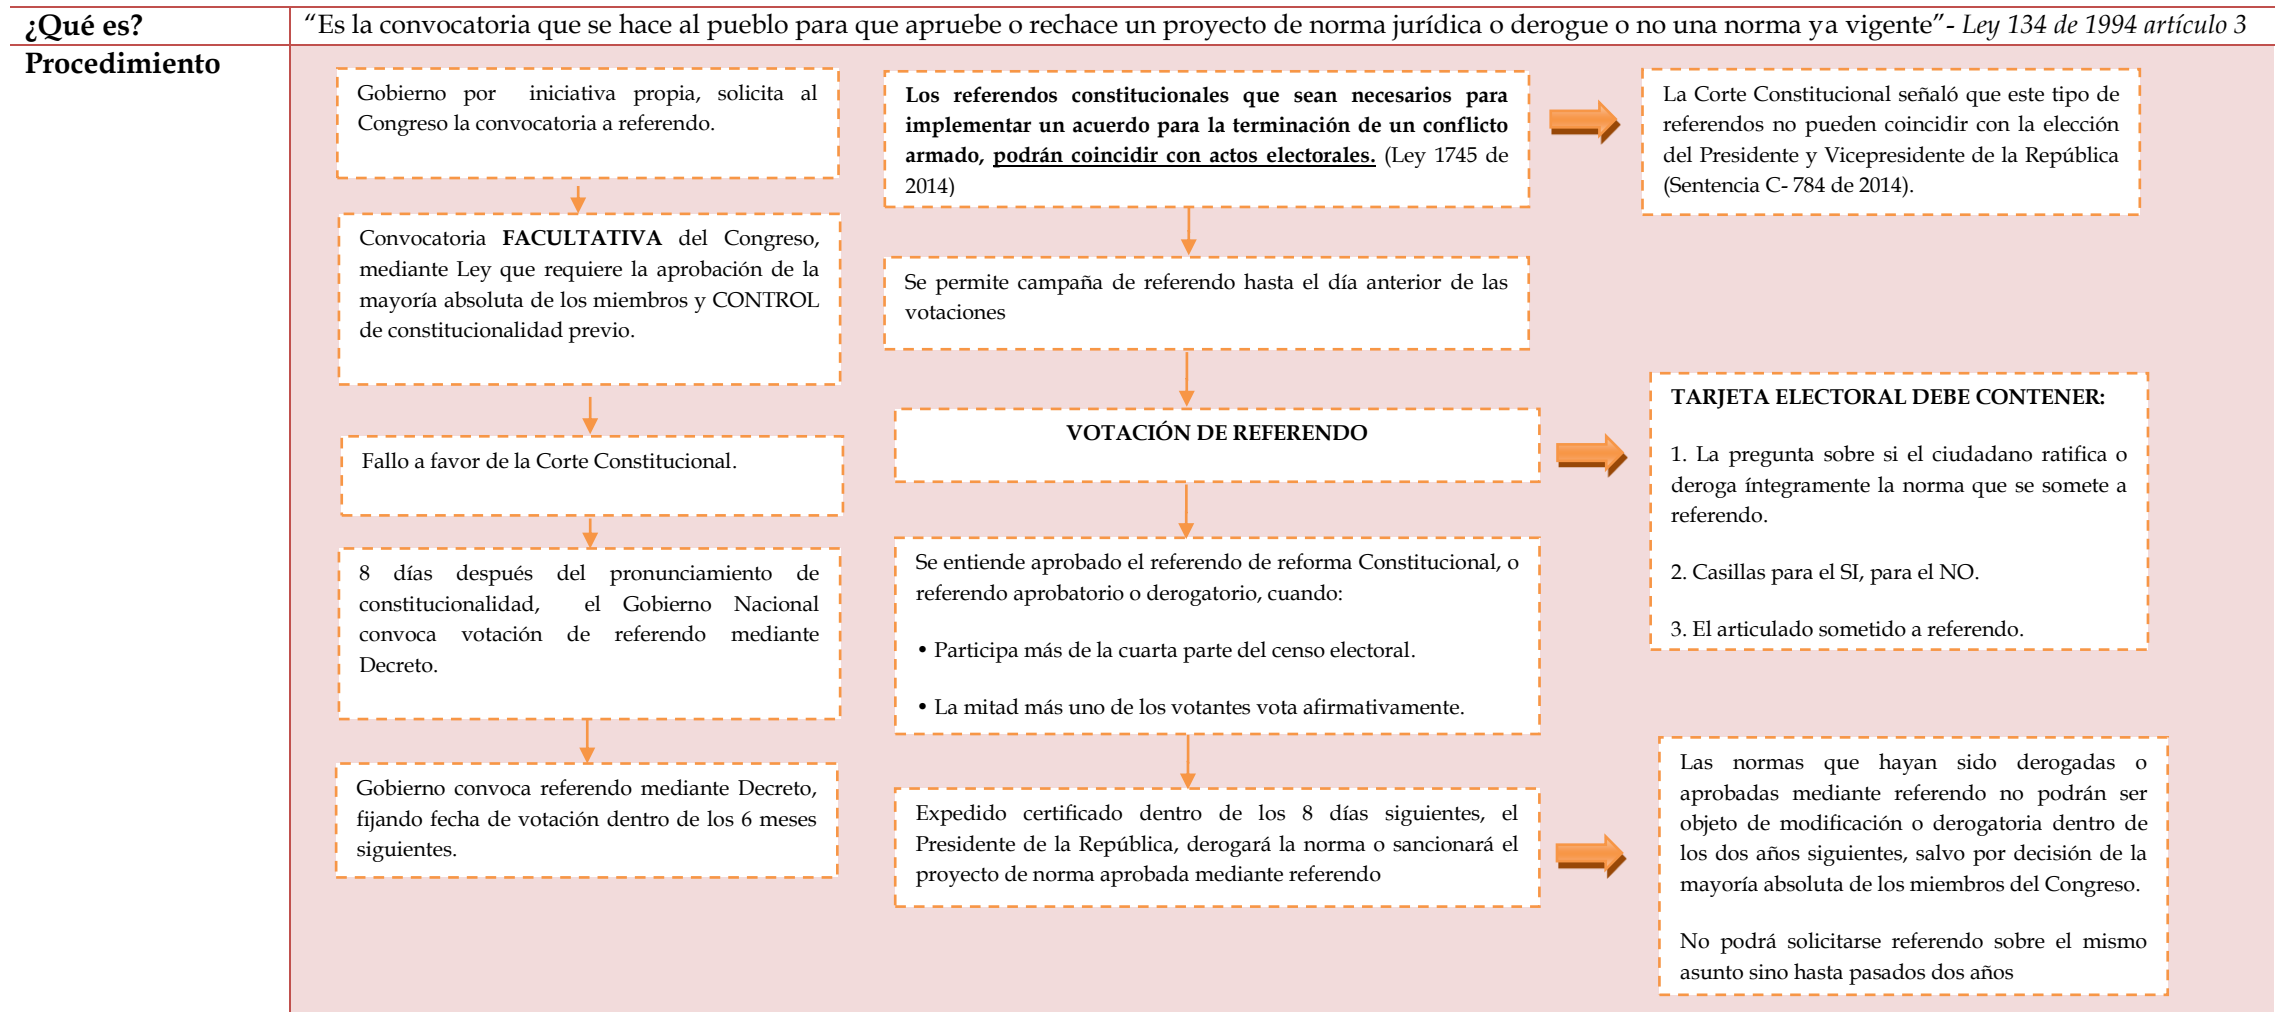 ¿Qué es?
“Es la convocatoria que se hace al pueblo para que apruebe o rechace un proyecto de norma jurídica o derogue o no una norma ya vigente”- Ley 134 de 1994 artículo 3
Procedimiento
Gobierno por iniciativa propia, solicita al
Congreso la convocatoria a referendo.
Convocatoria FACULTATIVA del Congreso,
mediante Ley que requiere la aprobación de la
mayoría absoluta de los miembros y CONTROL
de constitucionalidad previo.
Fallo a favor de la Corte Constitucional.
8 días después del pronunciamiento de
constitucionalidad, el Gobierno Nacional
convoca votación de referendo mediante
Decreto.
Gobierno convoca referendo mediante Decreto,
fijando fecha de votación dentro de los 6 meses
siguientes.
Los referendos constitucionales que sean necesarios para
implementar un acuerdo para la terminación de un conflicto
armado, podrán coincidir con actos electorales. (Ley 1745 de
2014)
La Corte Constitucional señaló que este tipo de
referendos no pueden coincidir con la elección
del Presidente y Vicepresidente de la República
(Sentencia C- 784 de 2014).
Se permite campaña de referendo hasta el día anterior de las
votaciones
VOTACIÓN DE REFERENDO
TARJETA ELECTORAL DEBE CONTENER:
1. La pregunta sobre si el ciudadano ratifica o
deroga íntegramente la norma que se somete a
referendo.
2. Casillas para el SI, para el NO.
3. El articulado sometido a referendo.
Se entiende aprobado el referendo de reforma Constitucional, o
referendo aprobatorio o derogatorio, cuando:
• Participa más de la cuarta parte del censo electoral.
• La mitad más uno de los votantes vota afirmativamente.
Expedido certificado dentro de los 8 días siguientes, el
Presidente de la República, derogará la norma o sancionará el
proyecto de norma aprobada mediante referendo
Las normas que hayan sido derogadas o
aprobadas mediante referendo no podrán ser
objeto de modificación o derogatoria dentro de
los dos años siguientes, salvo por decisión de la
mayoría absoluta de los miembros del Congreso.
No podrá solicitarse referendo sobre el mismo
asunto sino hasta pasados dos años